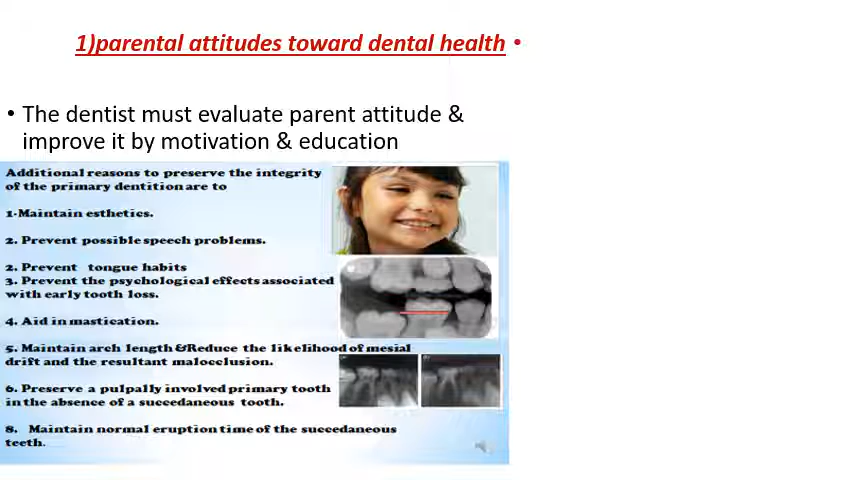 1)parental attitudes toward dental health •
• The dentist must evaluate parent attitude &
improve it by motivation & education
Additional reasons to preserve the integrity
of the primary dentition are to
1-Maintain esthetics.
2. Prevent possible speech problems.
2. Prevent tongue habits
3. Prevent the psychological effects associated
with early tooth loss.
4. Aid in mastication.
5. Maintain arch length &Reduce the likelihood of mesial
drift and the resultant malocclusion.
6. Preserve a pulpally involved primary tooth
in the absence of a succedaneous tooth.
8. Maintain normal eruption time of the succedaneous
teeth.